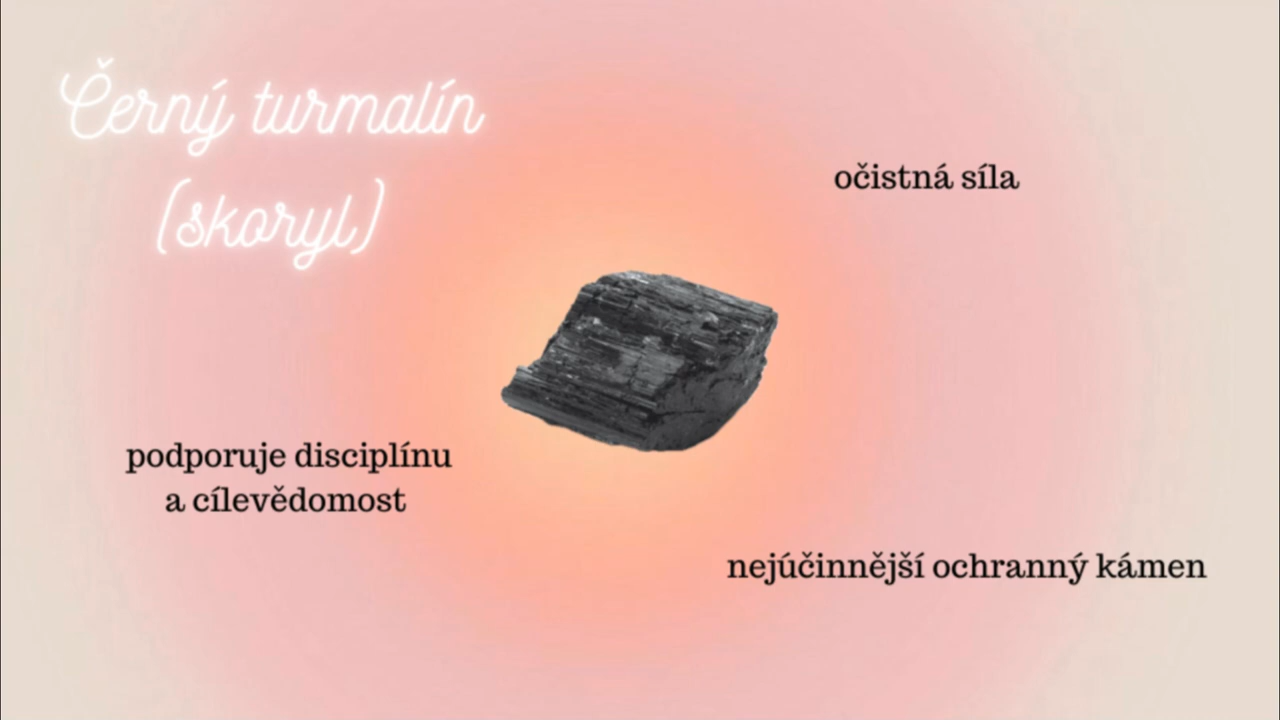 Černý turmalín
(skoryl)
očistná síla
podporuje disciplínu
a cílevědomost
nejúčinnější ochranný kámen